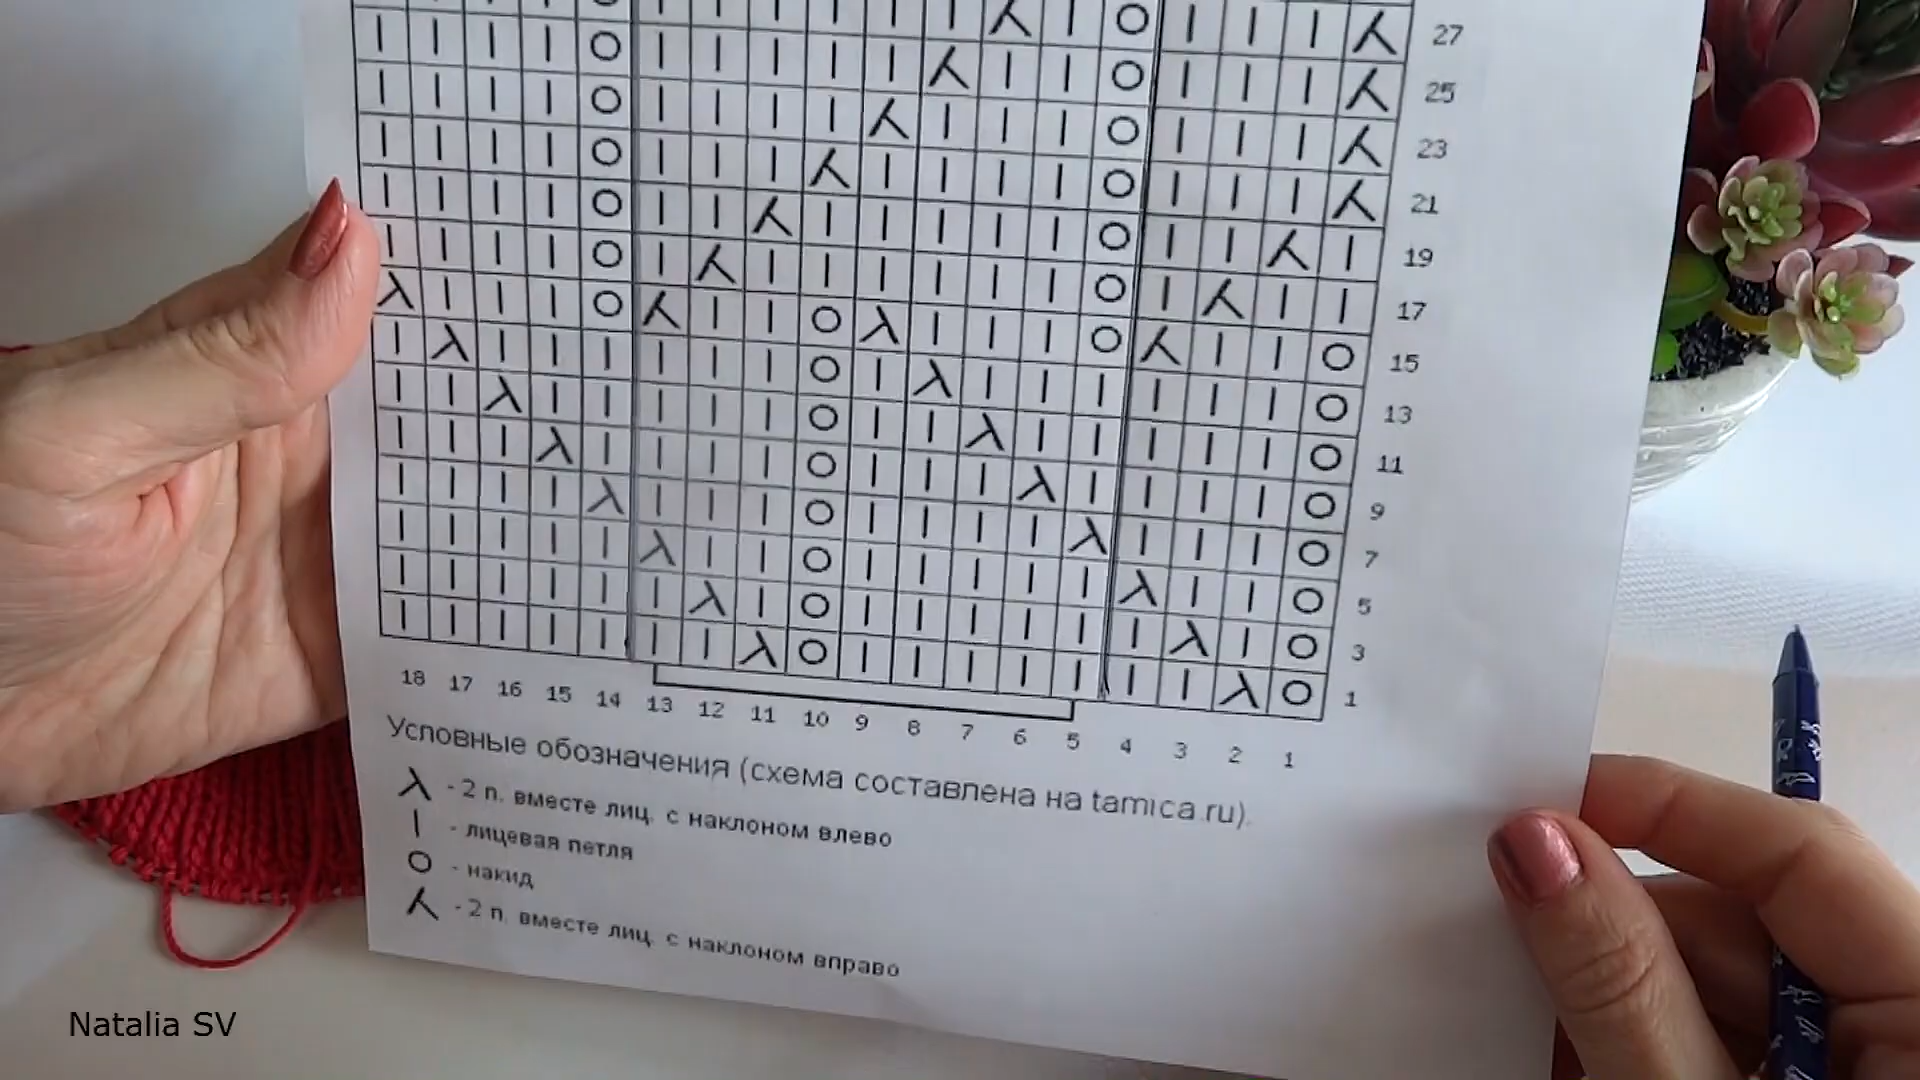 27
25
23
21
19
17
15
13
11
9
7
5
3
1
18 17 16 15 14 13 12 11 10 9 8 7 6 5 4 3 2 1
Условные обозначения (схема составлена на tamica.ru).
⅄ - 2 п. вместе лиц. с наклоном влево
I - лицевая петля
O - накид
⅄ - 2 п. вместе лиц. с наклоном вправо
Natalia SV